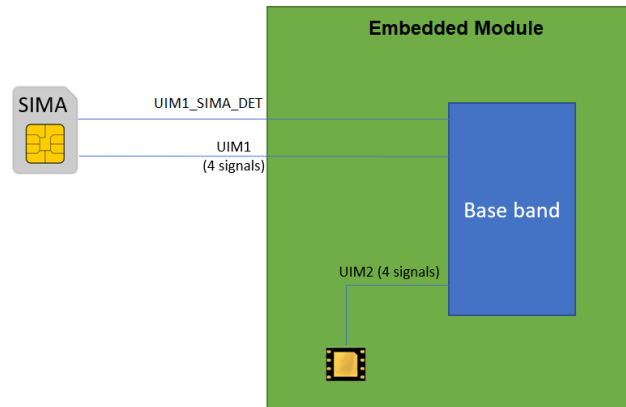 Embedded Module
SIMA
UIM1_SIMA_DET
UIM1
(4 signals)
Base band
UIM2 (4 signals)